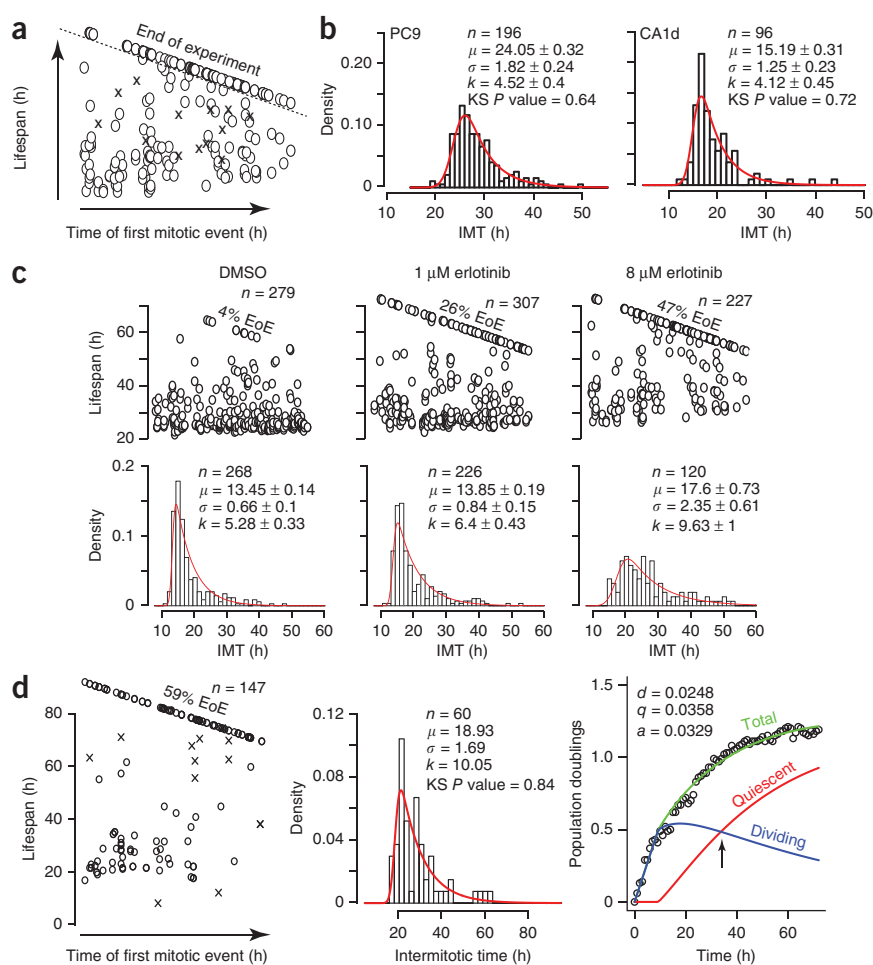 a
Lifespan (h)
End of experiment
x
Time of first mitotic event (h)
b
PC9
n = 196
μ = 24.05 ± 0.32
σ = 1.82 ± 0.24
k = 4.52 ± 0.4
KS P value = 0.64
Density
0.20
0.10
0
10 20 30 40 50
IMT (h)
CA1d
n = 96
μ = 15.19 ± 0.31
σ = 1.25 ± 0.23
k = 4.12 ± 0.45
KS P value = 0.72
10 20 30 40
IMT (h)
c
DMSO
n = 279
4% EoE
Lifespan (h)
60
40
20
1 μM erlotinib
n = 307
26% EoE
8 μM erlotinib
n = 227
47% EoE
Density
0.2
0.1
0
n = 268
μ = 13.45 ± 0.14
σ = 0.66 ± 0.1
k = 5.28 ± 0.33
10 20 30 40 50 60
IMT (h)
n = 226
μ = 13.85 ± 0.19
σ = 0.84 ± 0.15
k = 6.4 ± 0.43
10 20 30 40 50 60
IMT (h)
n = 120
μ = 17.6 ± 0.73
σ = 2.35 ± 0.61
k = 9.63 ± 1
10 20 30 40 50 60
IMT (h)
d
59% EoE
n = 147
Lifespan (h)
80
60
40
20
0
x
Time of first mitotic event (h)
Density
0.12
0.08
0.04
0
n = 60
μ = 18.93
σ = 1.69
k = 10.05
KS P value = 0.84
20 40 60 80
Intermitotic time (h)
Population doublings
1.5
1.0
0.5
0
d = 0.0248
q = 0.0358
a = 0.0329
Total
Quiescent
Dividing
0 20 40 60
Time (h)